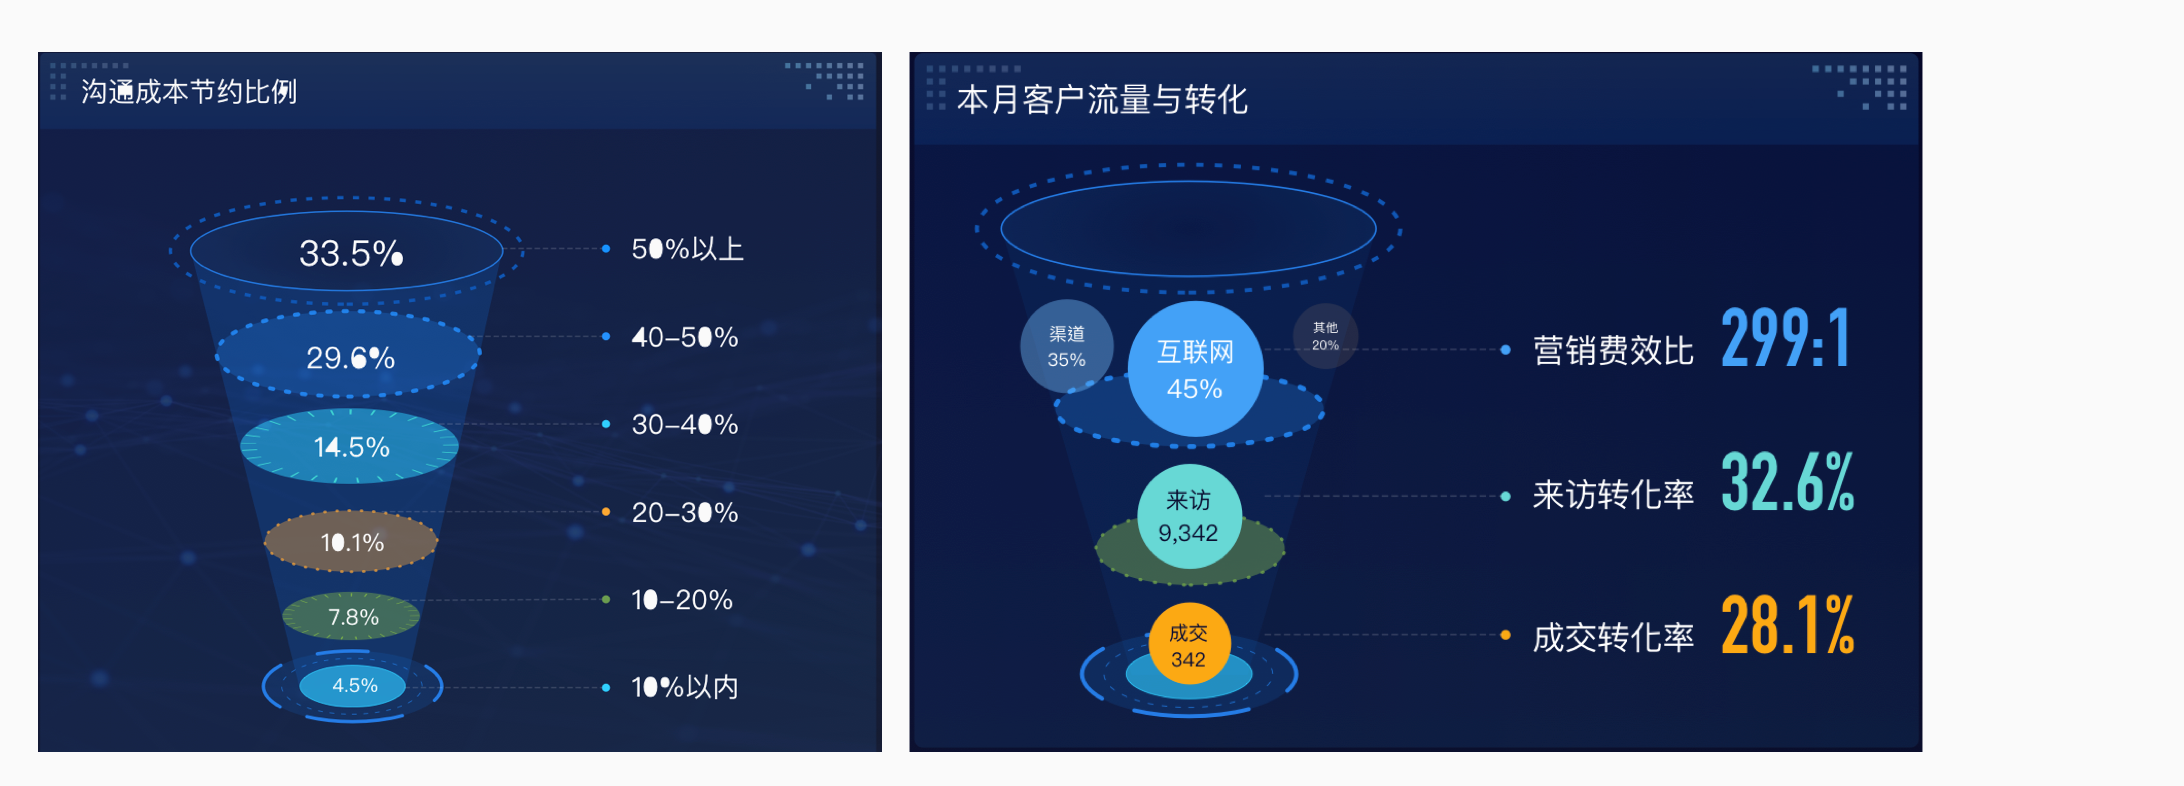 沟通成本节约比例
33.5%
50%以上
29.6%
40-50%
14.5%
30-40%
10.1%
20-30%
7.8%
10-20%
4.5%
10%以内
本月客户流量与转化
渠道
35%
互联网
45%
其他
20%
营销费效比 299:1
来访
9,342
来访转化率 32.6%
成交
342
成交转化率 28.1%